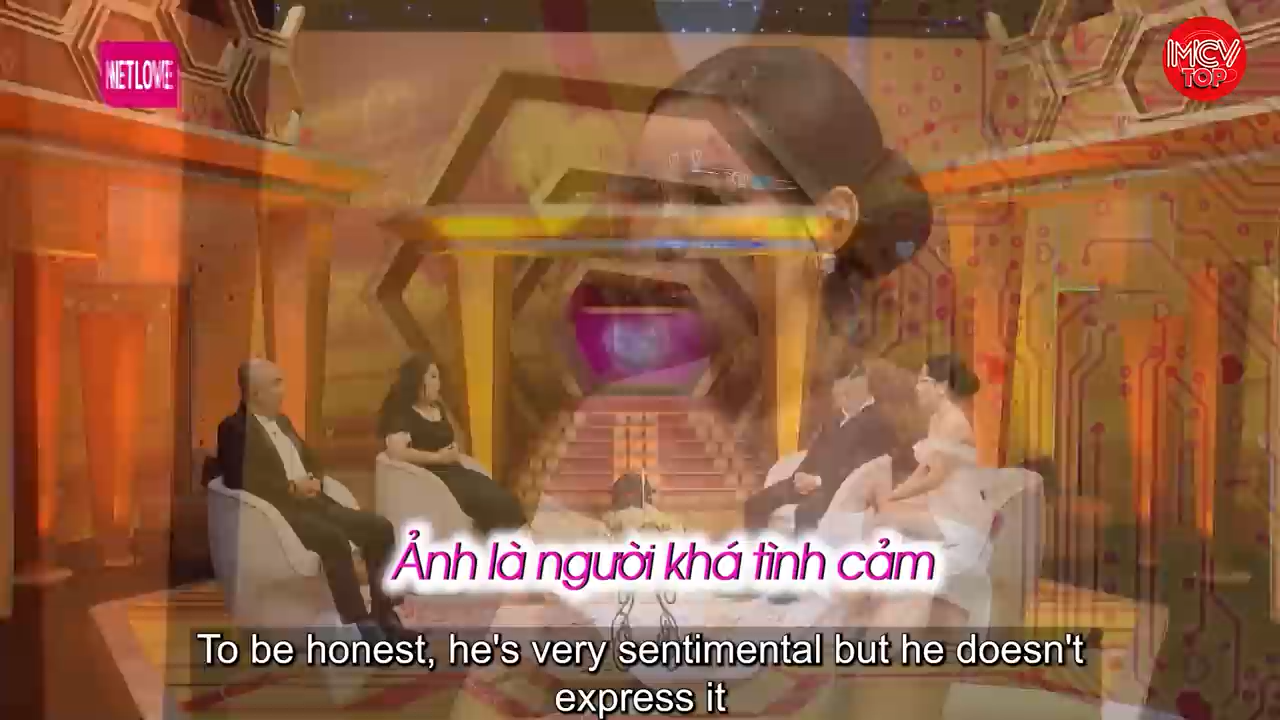 NETLOVE
MCV
TOP
Ảnh là người khá tình cảm
To be honest, he's very sentimental but he doesn't
express it